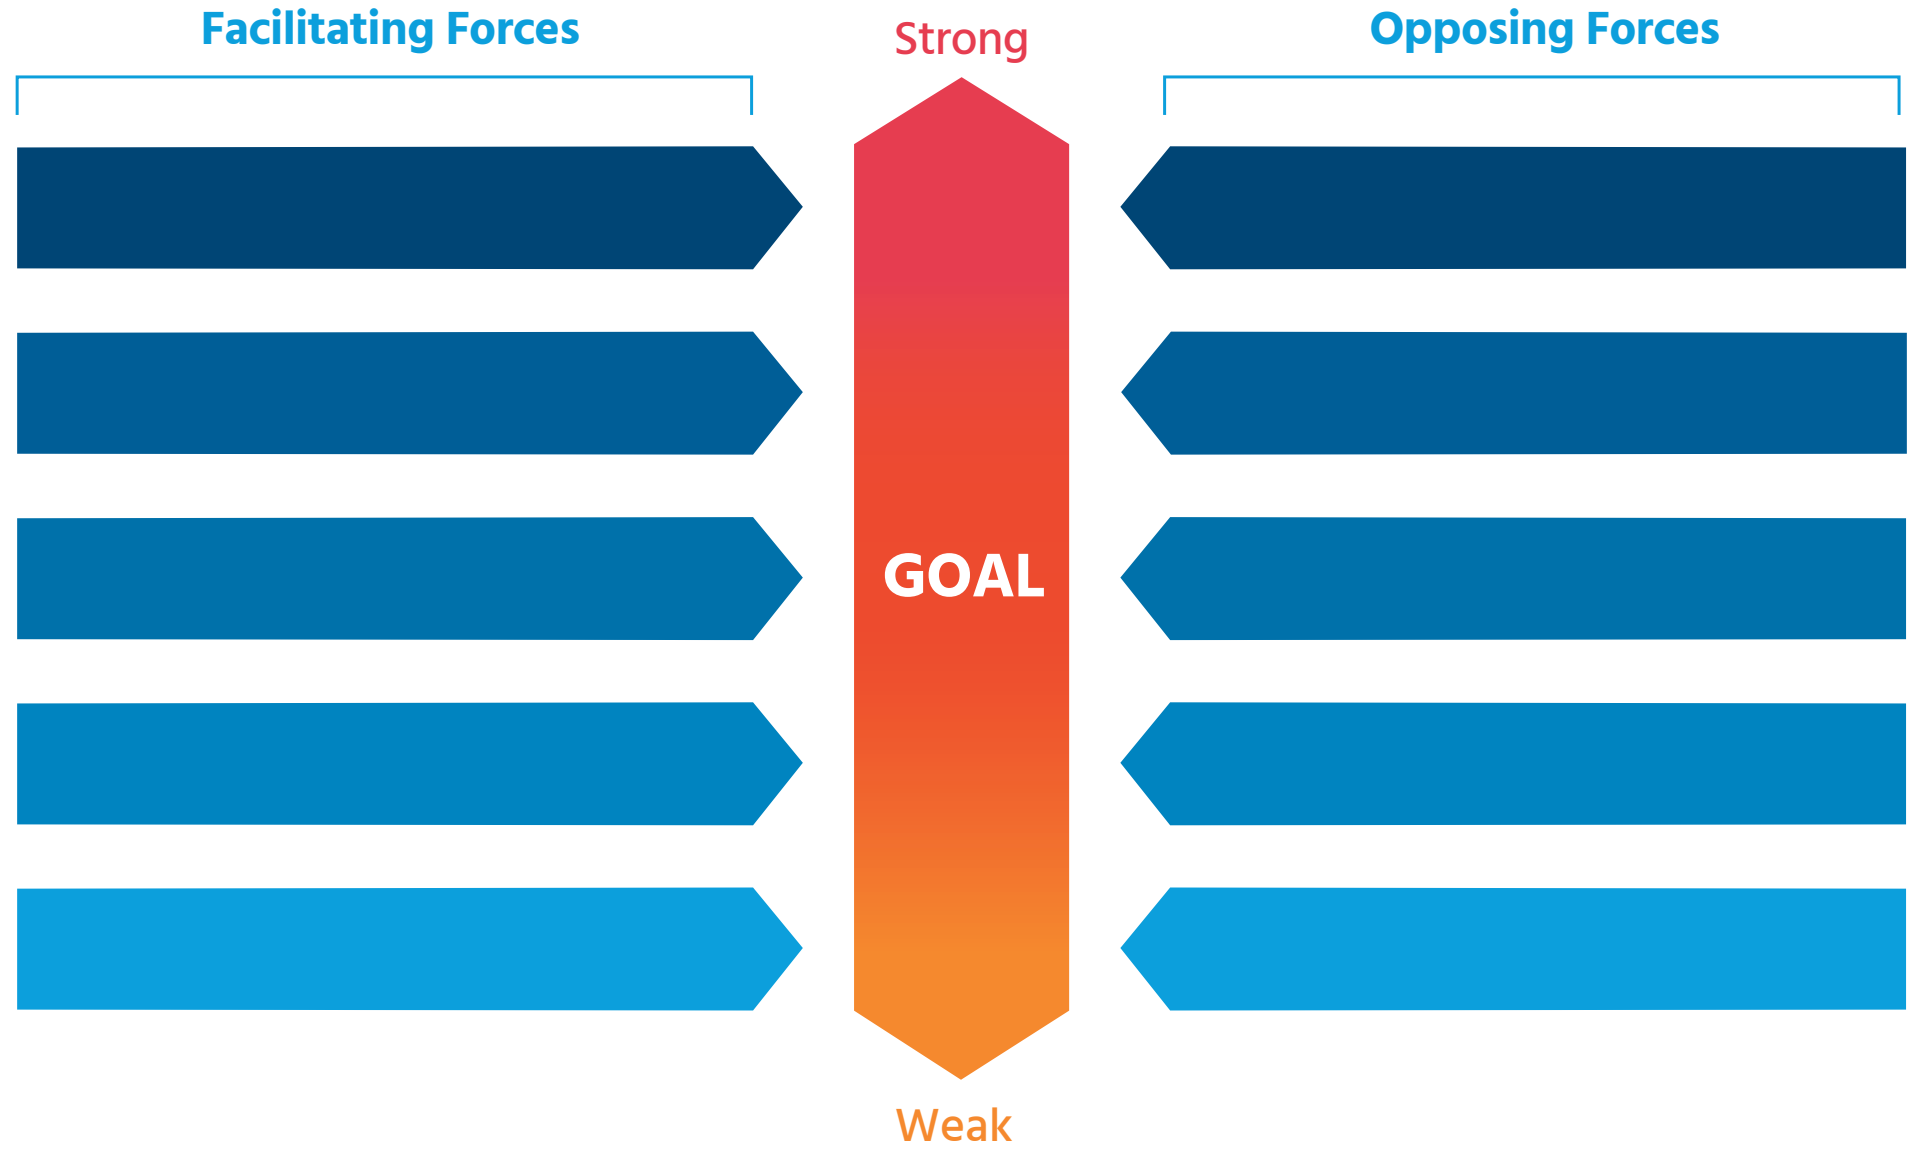 Facilitating Forces
Strong
Opposing Forces
GOAL
Weak